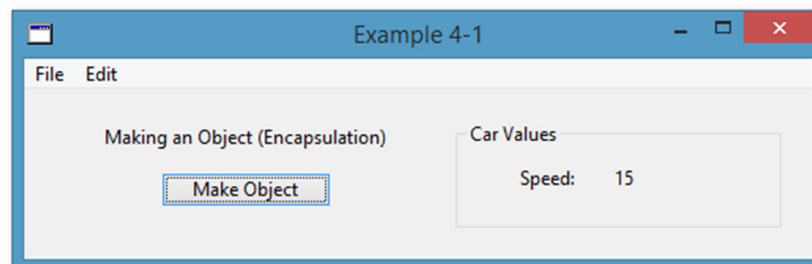 Example 4-1
File Edit
Making an Object (Encapsulation)
Make Object
Car Values
Speed: 15